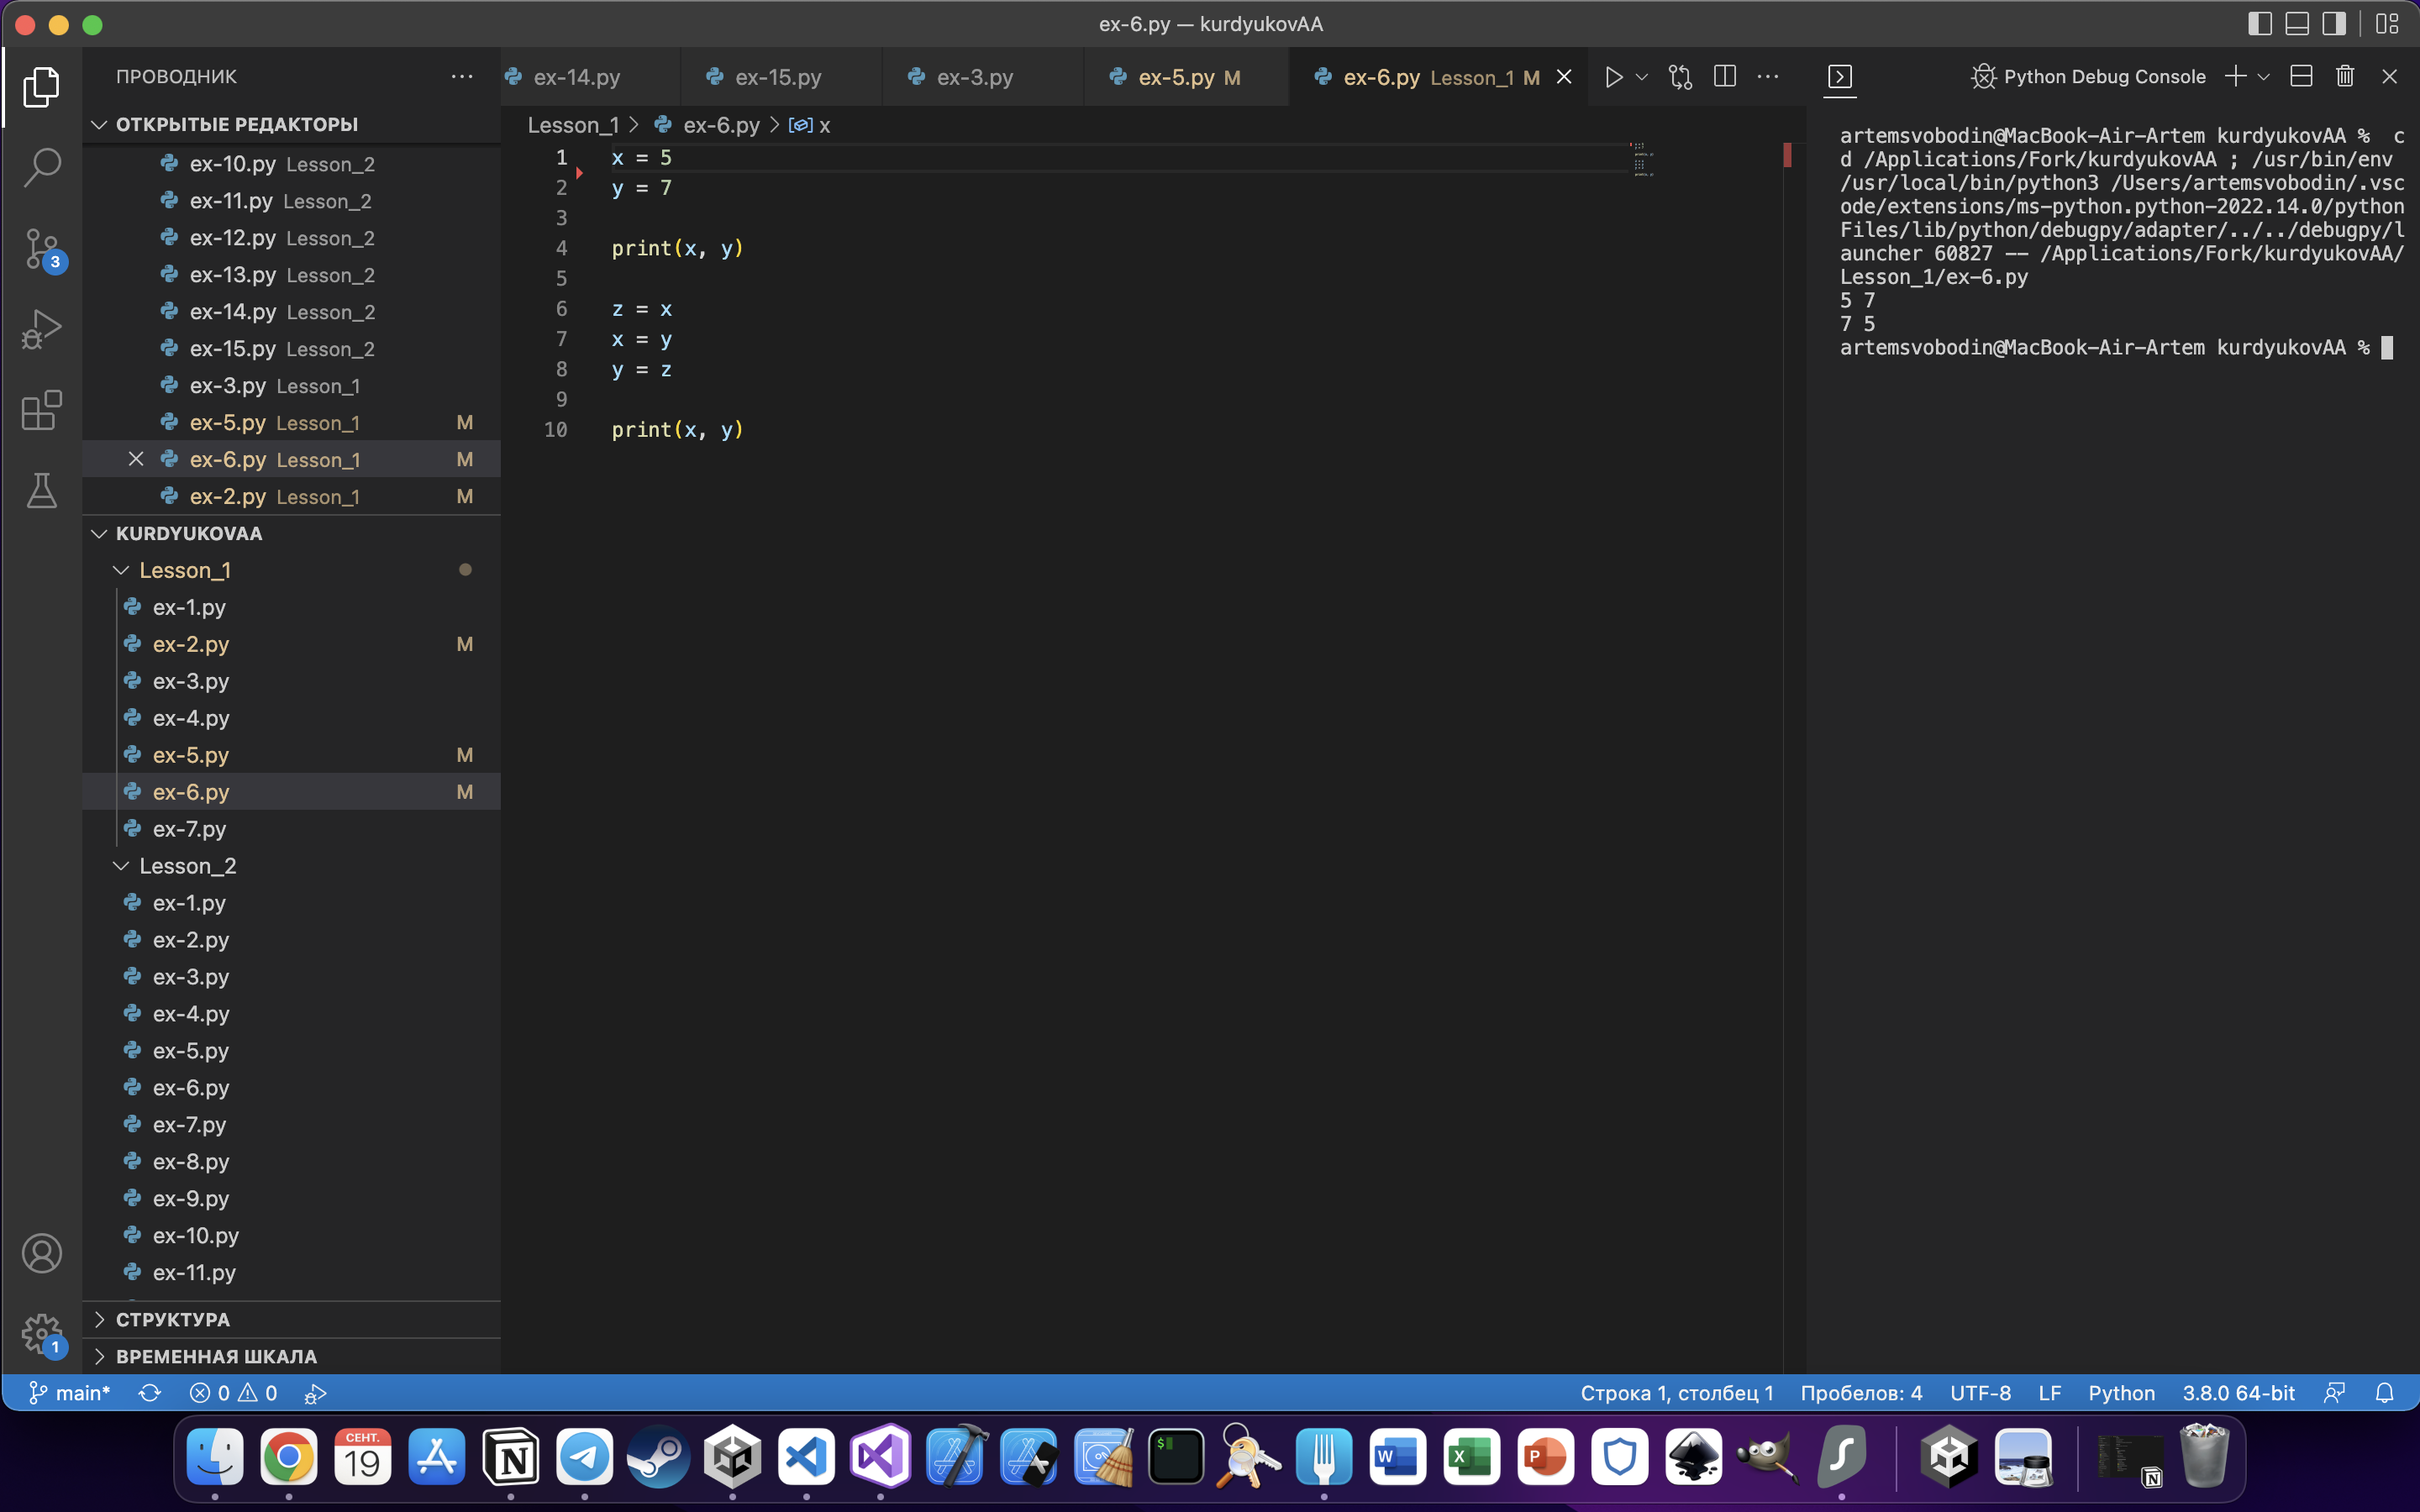 ex-6.py — kurdyukovAA
ПРОВОДНИК
ex-14.py
ex-15.py
ex-3.py
ex-5.py M
ex-6.py Lesson_1 M
Python Debug Console
ОТКРЫТЫЕ РЕДАКТОРЫ
ex-10.py Lesson_2
ex-11.py Lesson_2
ex-12.py Lesson_2
ex-13.py Lesson_2
ex-14.py Lesson_2
ex-15.py Lesson_2
ex-3.py Lesson_1
ex-5.py Lesson_1 M
ex-6.py Lesson_1 M
ex-2.py Lesson_1 M
KURDYUKOVAA
Lesson_1
ex-1.py
ex-2.py M
ex-3.py
ex-4.py
ex-5.py M
ex-6.py M
ex-7.py
Lesson_2
ex-1.py
ex-2.py
ex-3.py
ex-4.py
ex-5.py
ex-6.py
ex-7.py
ex-8.py
ex-9.py
ex-10.py
ex-11.py
СТРУКТУРА
ВРЕМЕННАЯ ШКАЛА
3
1
Lesson_1 > ex-6.py > x
1 x = 5
2 y = 7
3
4 print(x, y)
5
6 z = x
7 x = y
8 y = z
9
10 print(x, y)
artemsvobodin@MacBook-Air-Artem kurdyukovAA % c
d /Applications/Fork/kurdyukovAA ; /usr/bin/env
/usr/local/bin/python3 /Users/artemsvobodin/.vsc
ode/extensions/ms-python.python-2022.14.0/python
Files/lib/python/debugpy/adapter/../../debugpy/l
auncher 60827 -- /Applications/Fork/kurdyukovAA/
Lesson_1/ex-6.py
5 7
7 5
artemsvobodin@MacBook-Air-Artem kurdyukovAA %
main* 0 0
Строка 1, столбец 1 Пробелов: 4 UTF-8 LF Python 3.8.0 64-bit
СЕНТ.
19
N
$
W
X
P
S
N